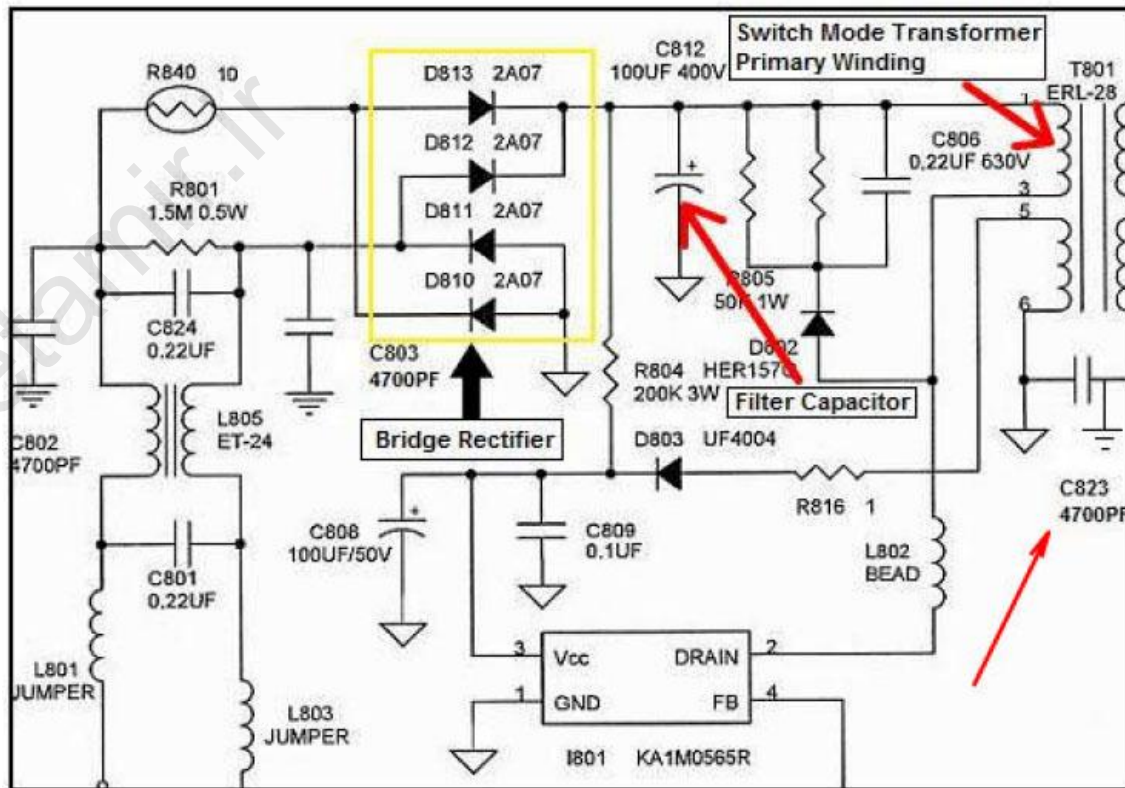 Switch Mode Transformer
Primary Winding
C812
100UF 400V
T801
ERL-28
R840 10
D813 2A07
D812 2A07
D811 2A07
D810 2A07
R801
1.5M 0.5W
C806
0,22UF 630V
1
3
5
6
C824
0.22UF
C803
4700PF
805
50K 1W
R804
200K 3W
HER157
Filter Capacitor
Bridge Rectifier
L805
ET-24
C802
4700PF
D803 UF4004
R816 1
C823
4700PF
C808
100UF/50V
C809
0.1UF
L802
BEAD
C801
0.22UF
3 Vcc
DRAIN 2
1 GND
FB 4
L801
JUMPER
L803
JUMPER
I801 KA1M0565R
etamir.ir